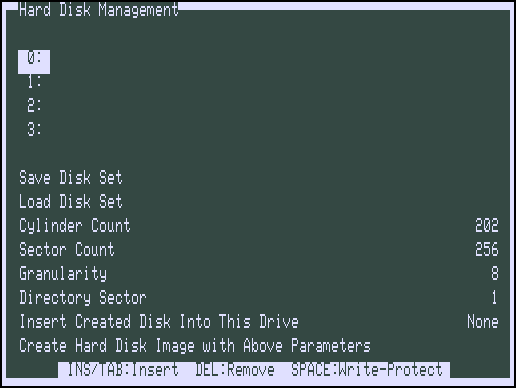 Hard Disk Management
0:
1:
2:
3:
Save Disk Set
Load Disk Set
Cylinder Count 202
Sector Count 256
Granularity 8
Directory Sector 1
Insert Created Disk Into This Drive None
Create Hard Disk Image with Above Parameters
INS/TAB:Insert DEL:Remove SPACE:Write-Protect